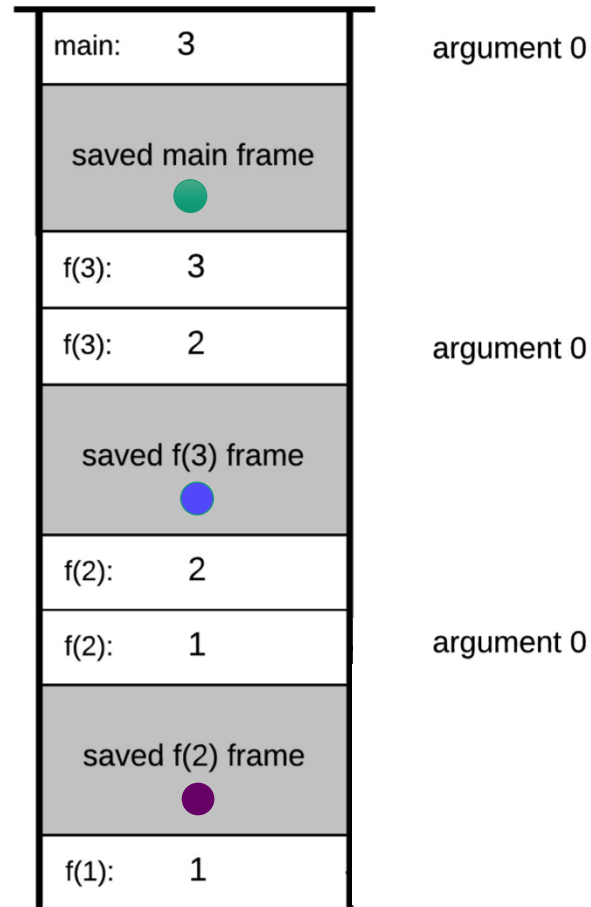 main: 3 argument 0
saved main frame
f(3): 3
f(3): 2 argument 0
saved f(3) frame
f(2): 2
f(2): 1 argument 0
saved f(2) frame
f(1): 1